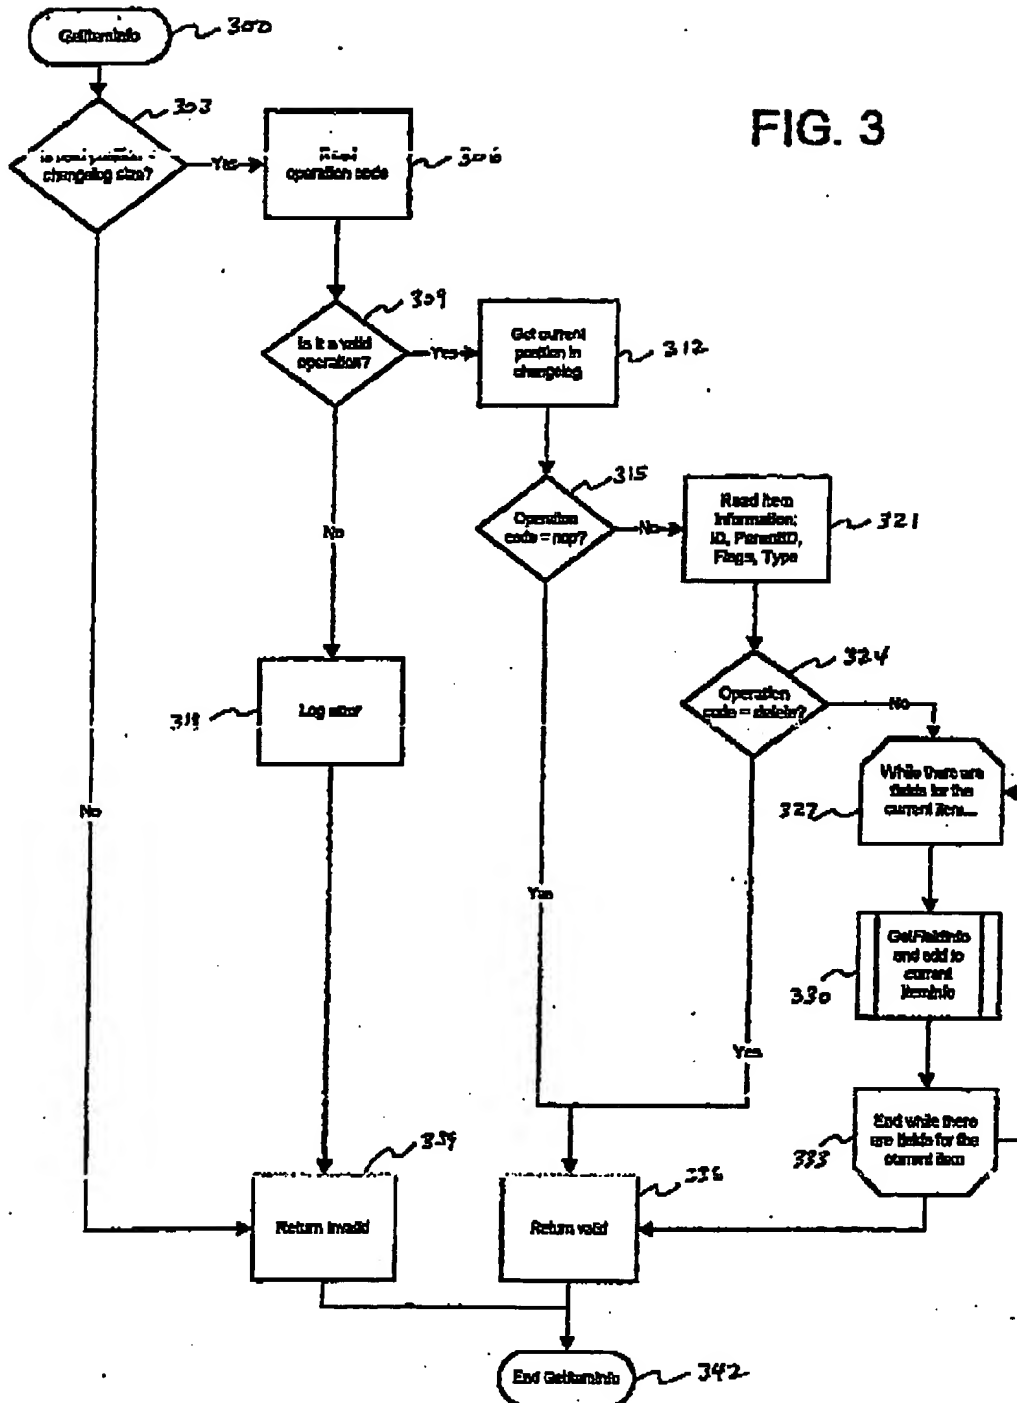 GetItemInfo
300
FIG. 3
303
changelog size?
Yes
operation code
306
309
Is it a valid
operation?
Yes
Get current
position in
changelog
312
315
Operation
code = nop?
No
Read item
information:
ID, ParentID,
Flags, Type
321
324
Operation
code = delete?
No
No
Log error
While there are
fields for the
current item...
327
No
Yes
GetFieldInfo
and add to
current
itemInfo
330
Yes
End while there
are fields for the
current item
333
Return invalid
Return valid
End GetItemInfo
342